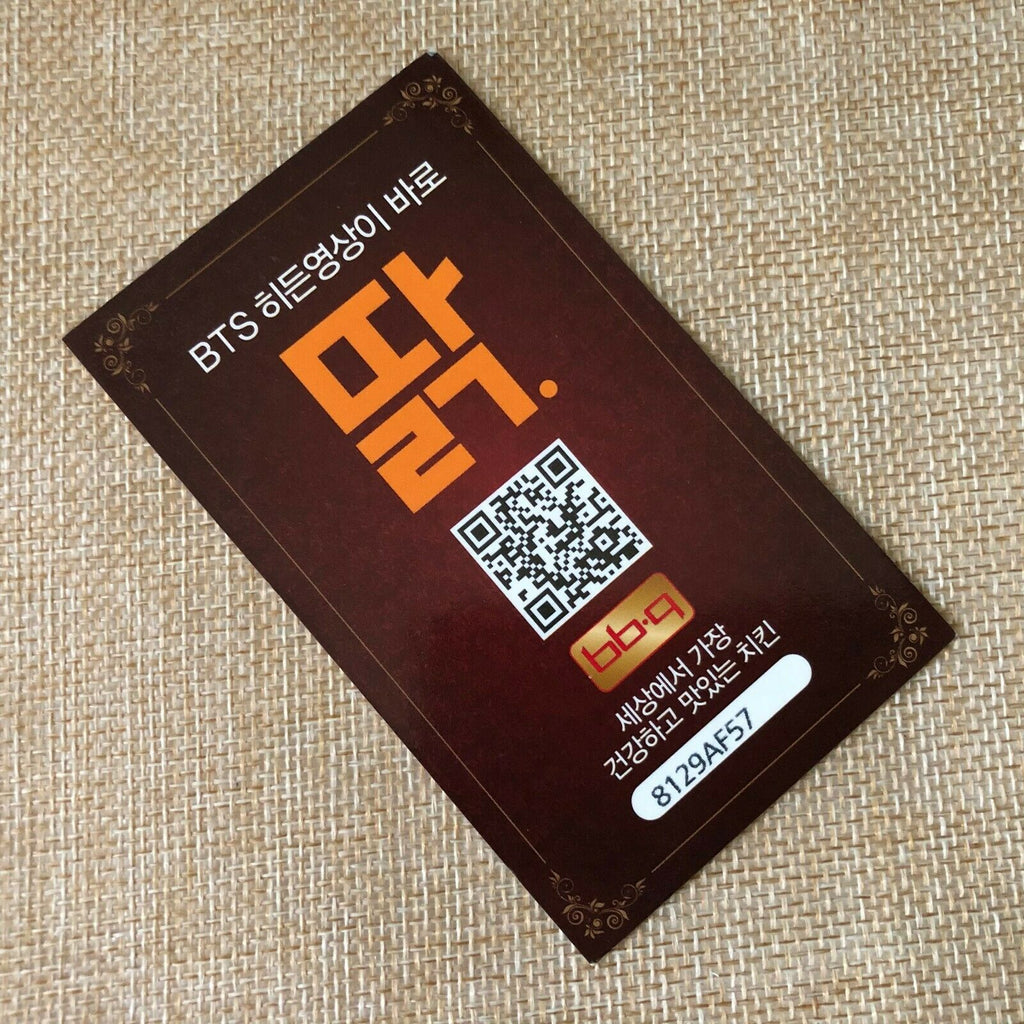 BTS 히든영상이 바로
딹.
bb.q
세상에서 가장
건강하고 맛있는 치킨
8129AF57